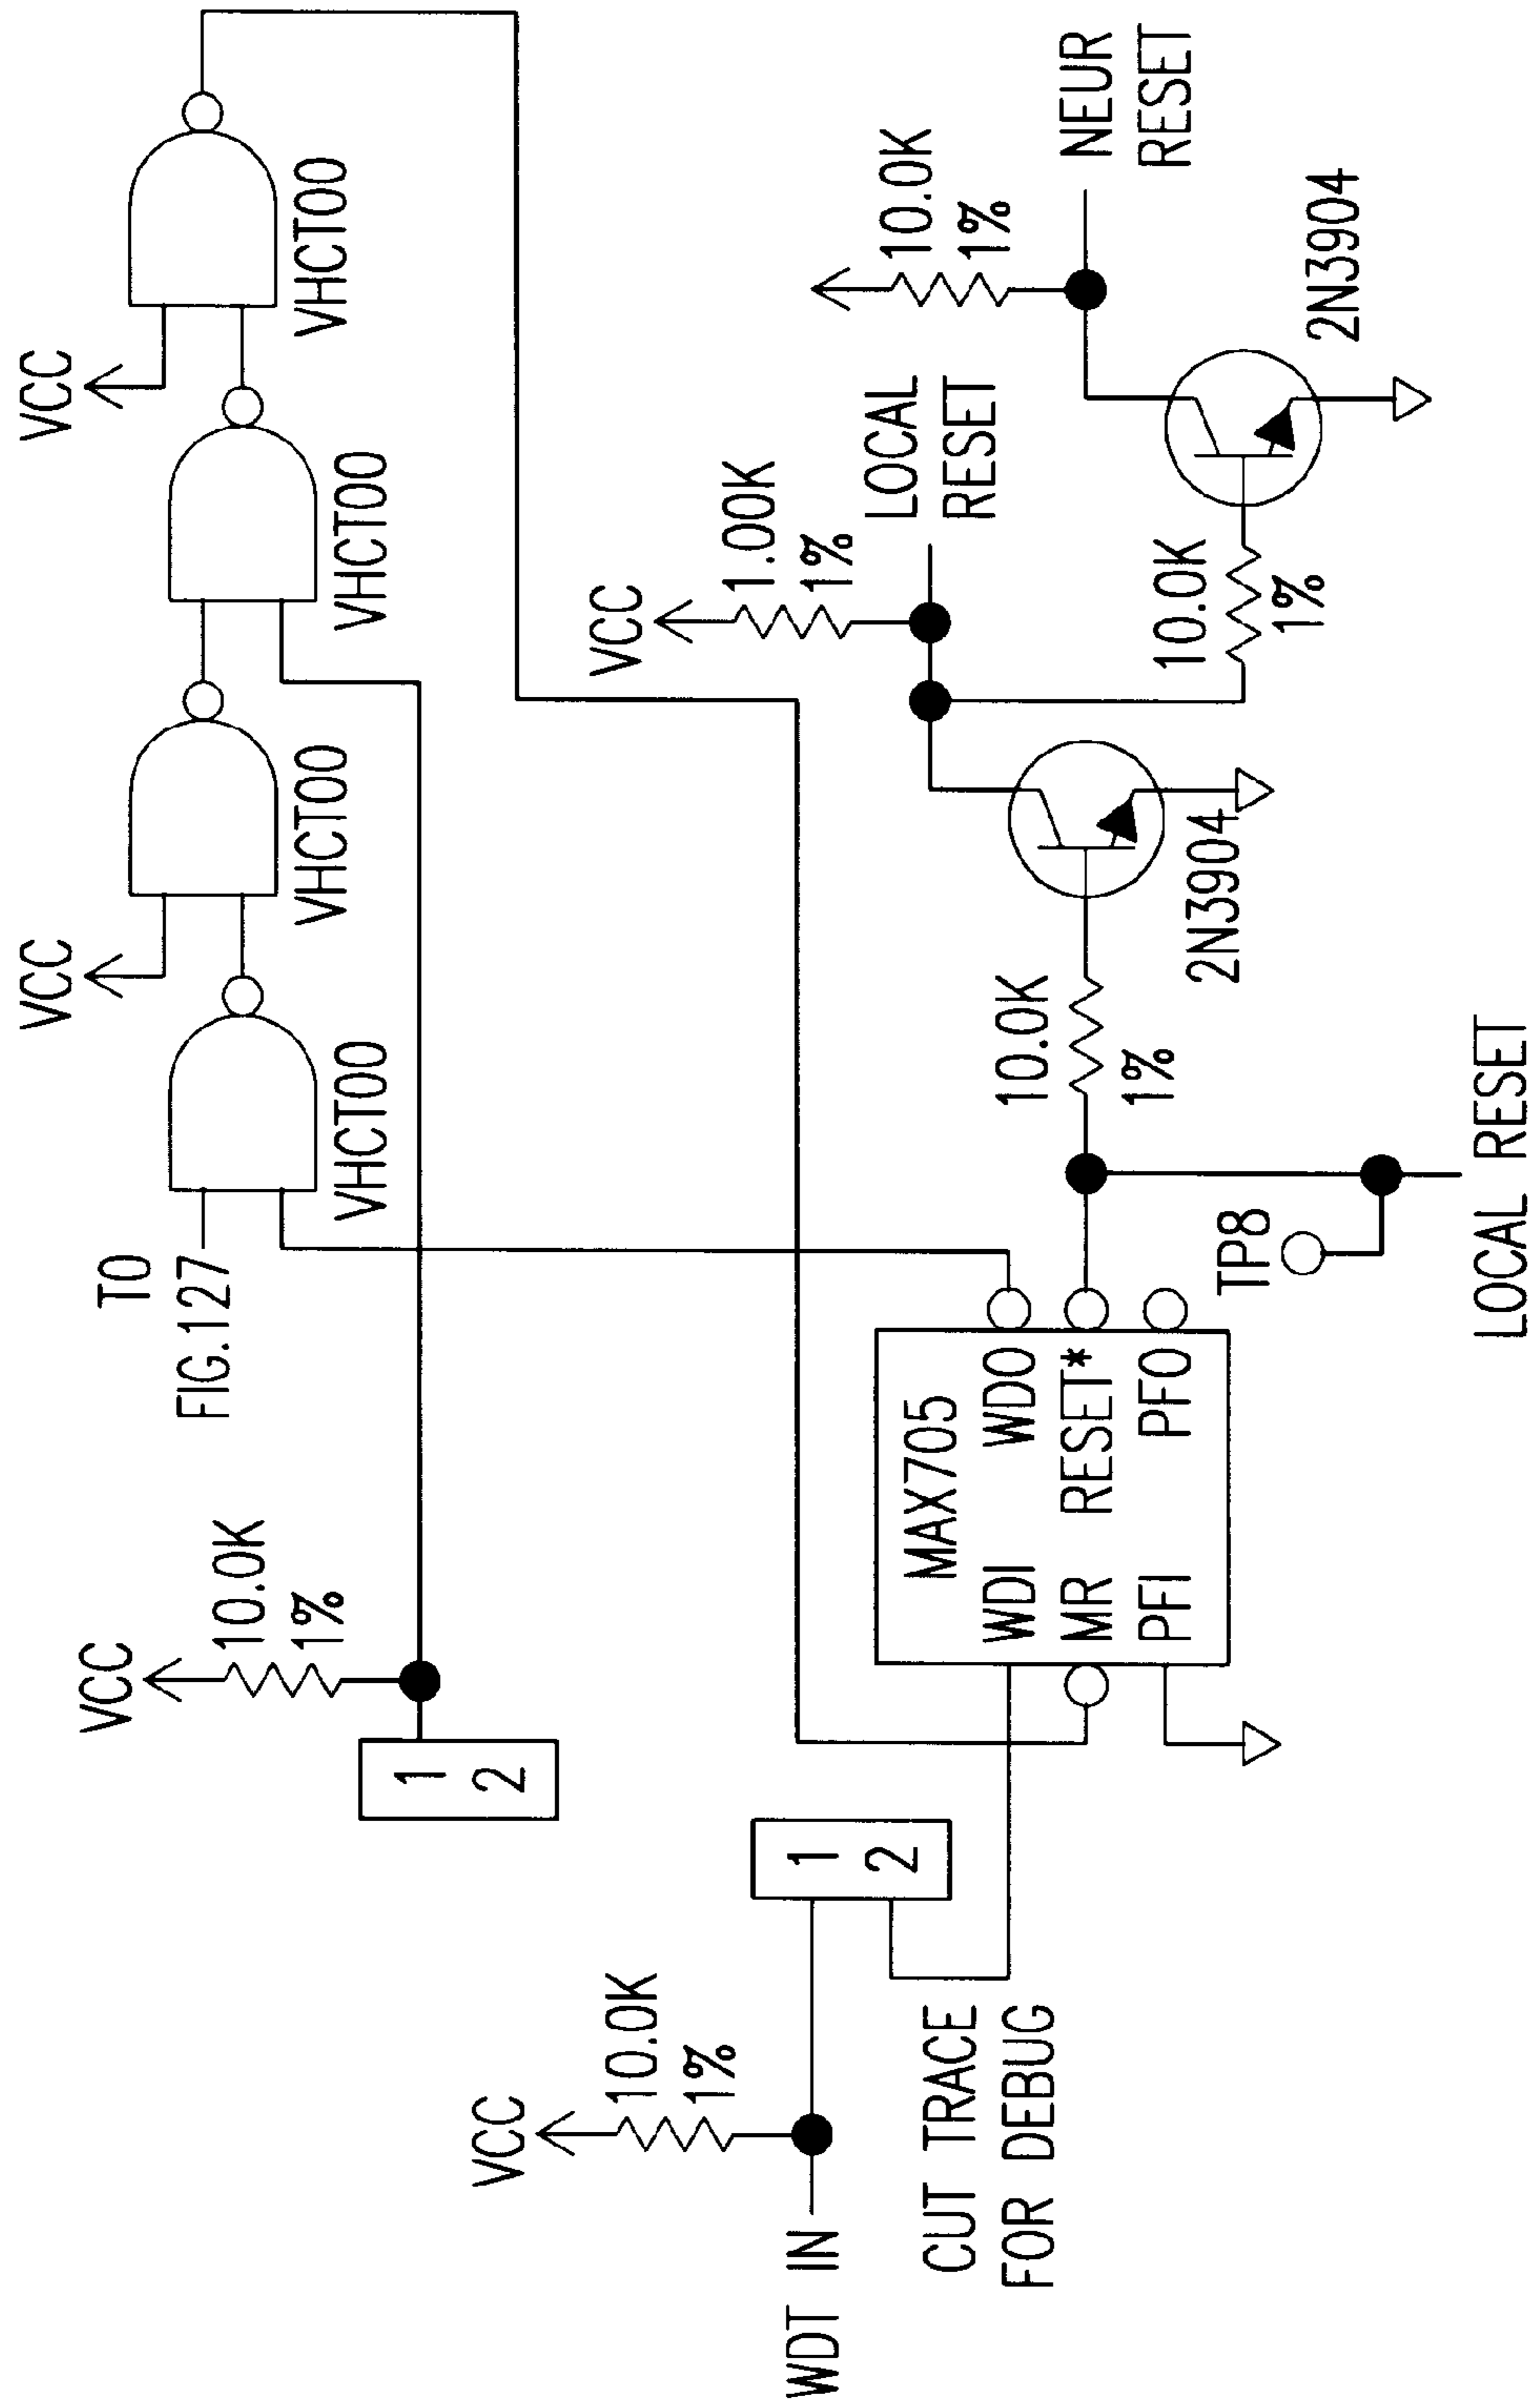 VCC
VCC
TO
FIG.127
VHCT00
VHCT00
VHCT00
VHCT00
VCC
10.0K
1%
1
2
VCC
10.0K
1%
WDT IN
1
2
CUT TRACE
FOR DEBUG
MAX705
WDI
WDO
MR
RESET*
PFI
PFO
TP8
LOCAL RESET
10.0K
1%
2N3904
VCC
1.00K
1%
LOCAL
RESET
10.0K
1%
2N3904
10.0K
1%
NEUR
RESET